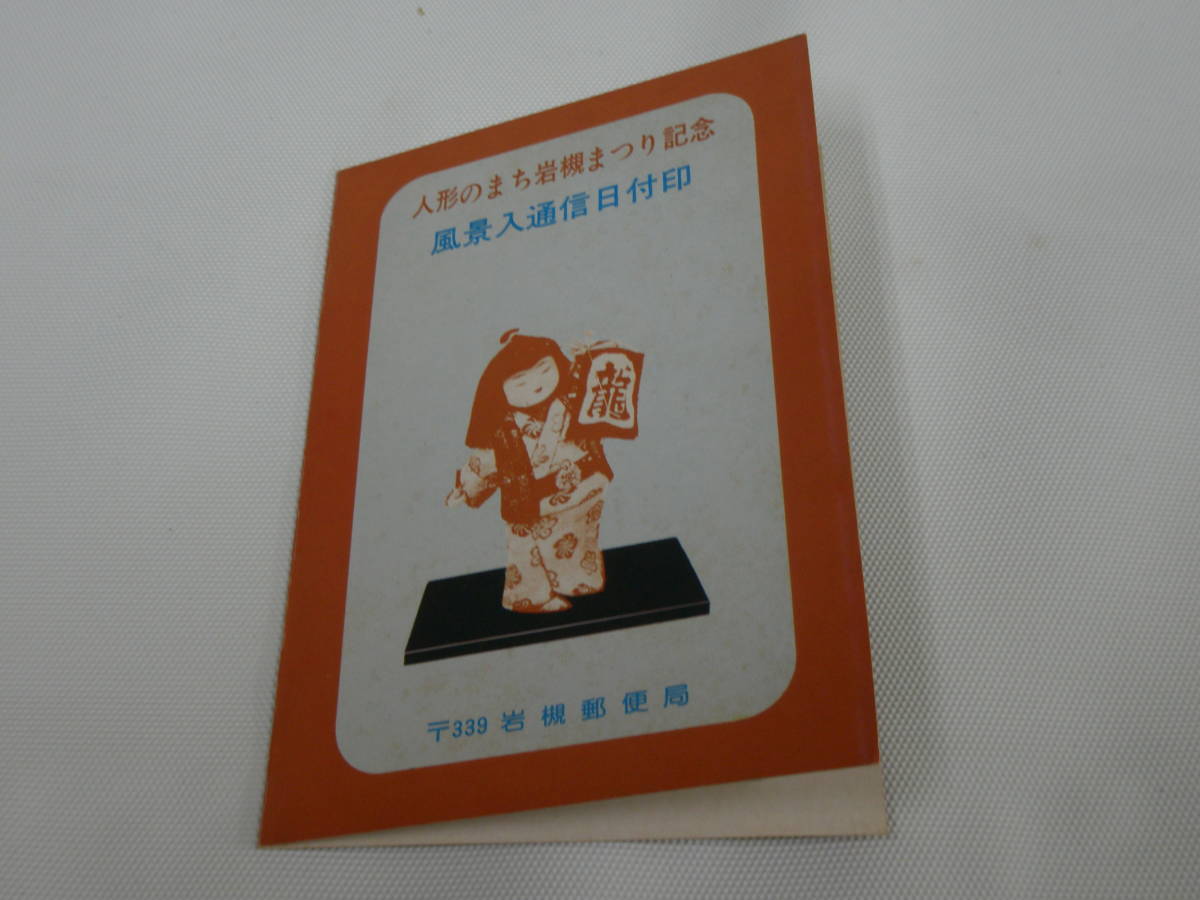 人形のまち岩槻まつり記念
風景入通信日付印
龍
〒339 岩槻郵便局